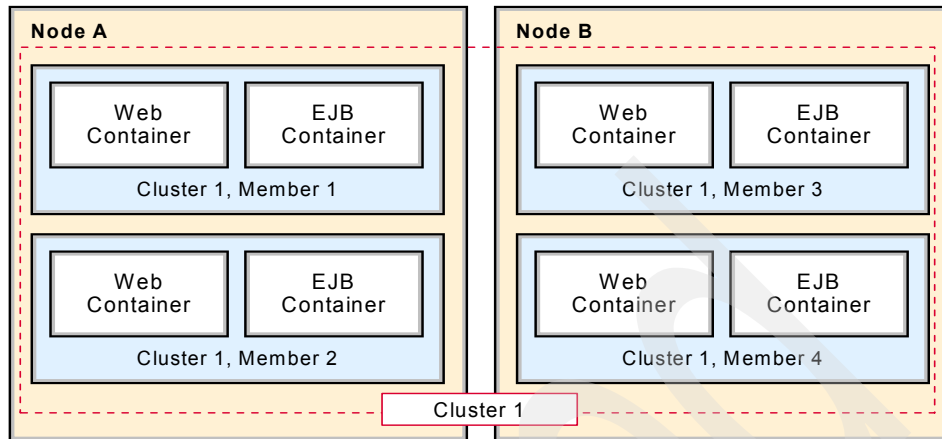 Node A
Web
Container
EJB
Container
Cluster 1, Member 1
Web
Container
EJB
Container
Cluster 1, Member 2
Node B
Web
Container
EJB
Container
Cluster 1, Member 3
Web
Container
EJB
Container
Cluster 1, Member 4
Cluster 1